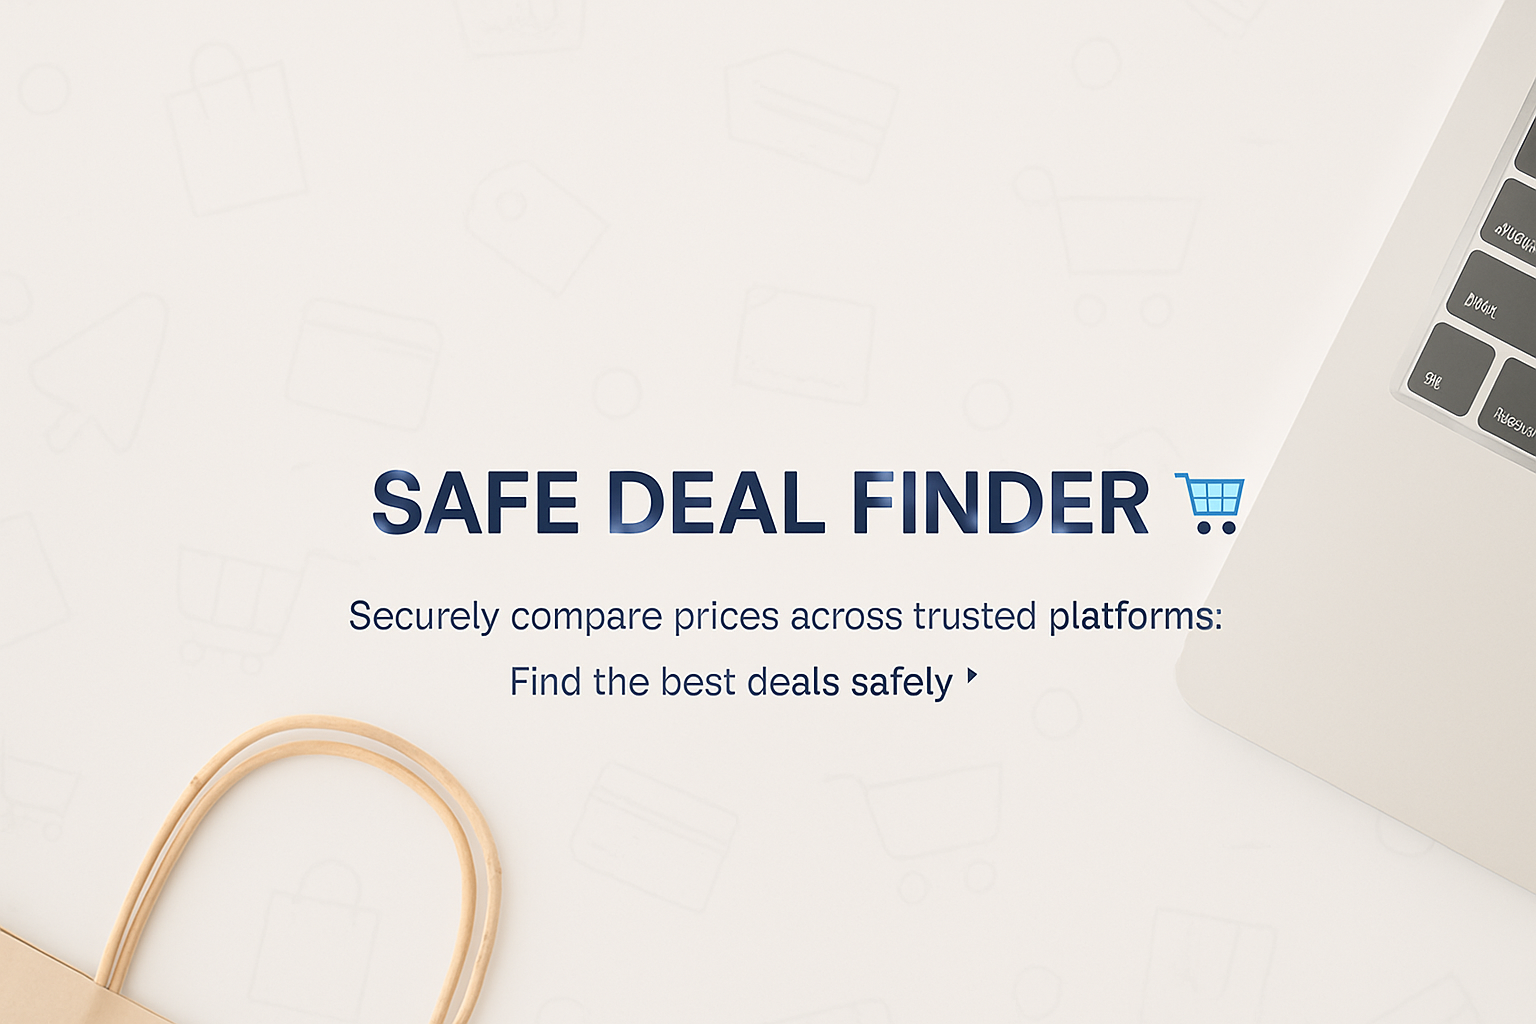 SAFE DEAL FINDER
Securely compare prices across trusted platforms:
Find the best deals safely